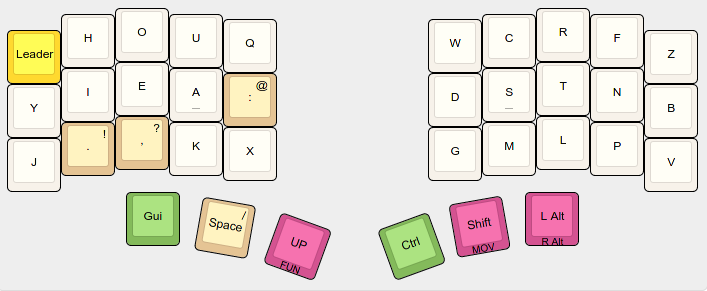 Leader H O U Q W C R F Z
Y I E A _ @ : D S _ T N B
J ! . ? , K X G M L P V
Gui / Space UP FUN Ctrl Shift MOV L Alt R Alt